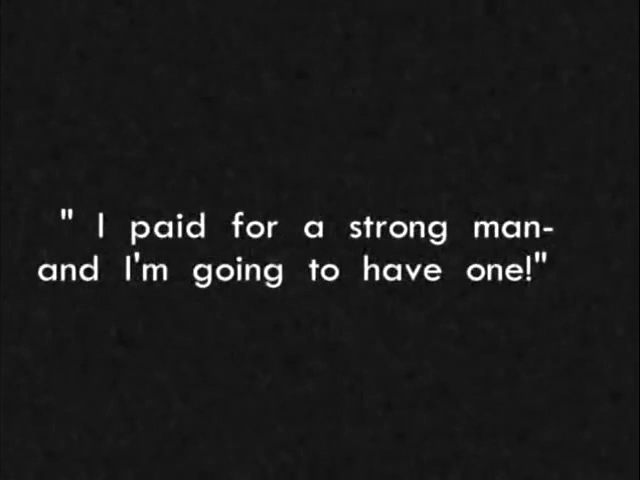 " I paid for a strong man-
and I'm going to have one!"